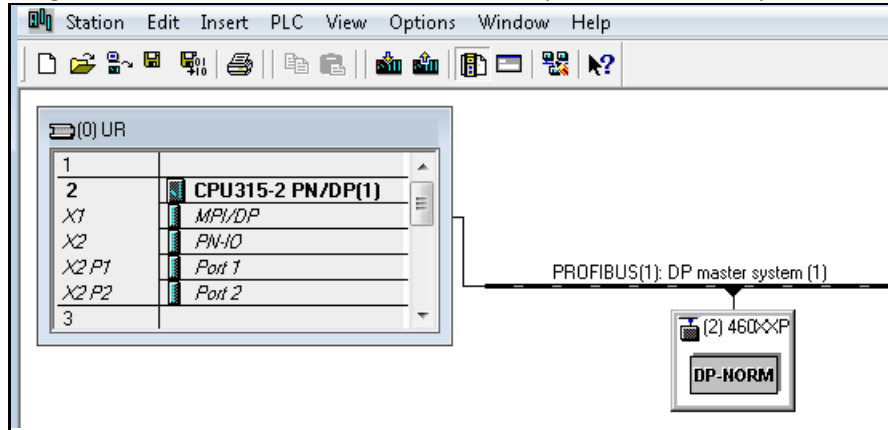 Station Edit Insert PLC View Options Window Help
(0) UR
1
2 CPU315-2 PN/DP(1)
X1 MPI/DP
X2 PN-IO
X2 P1 Port 1
X2 P2 Port 2
3
PROFIBUS(1): DP master system (1)
(2) 460XXP
DP-NORM